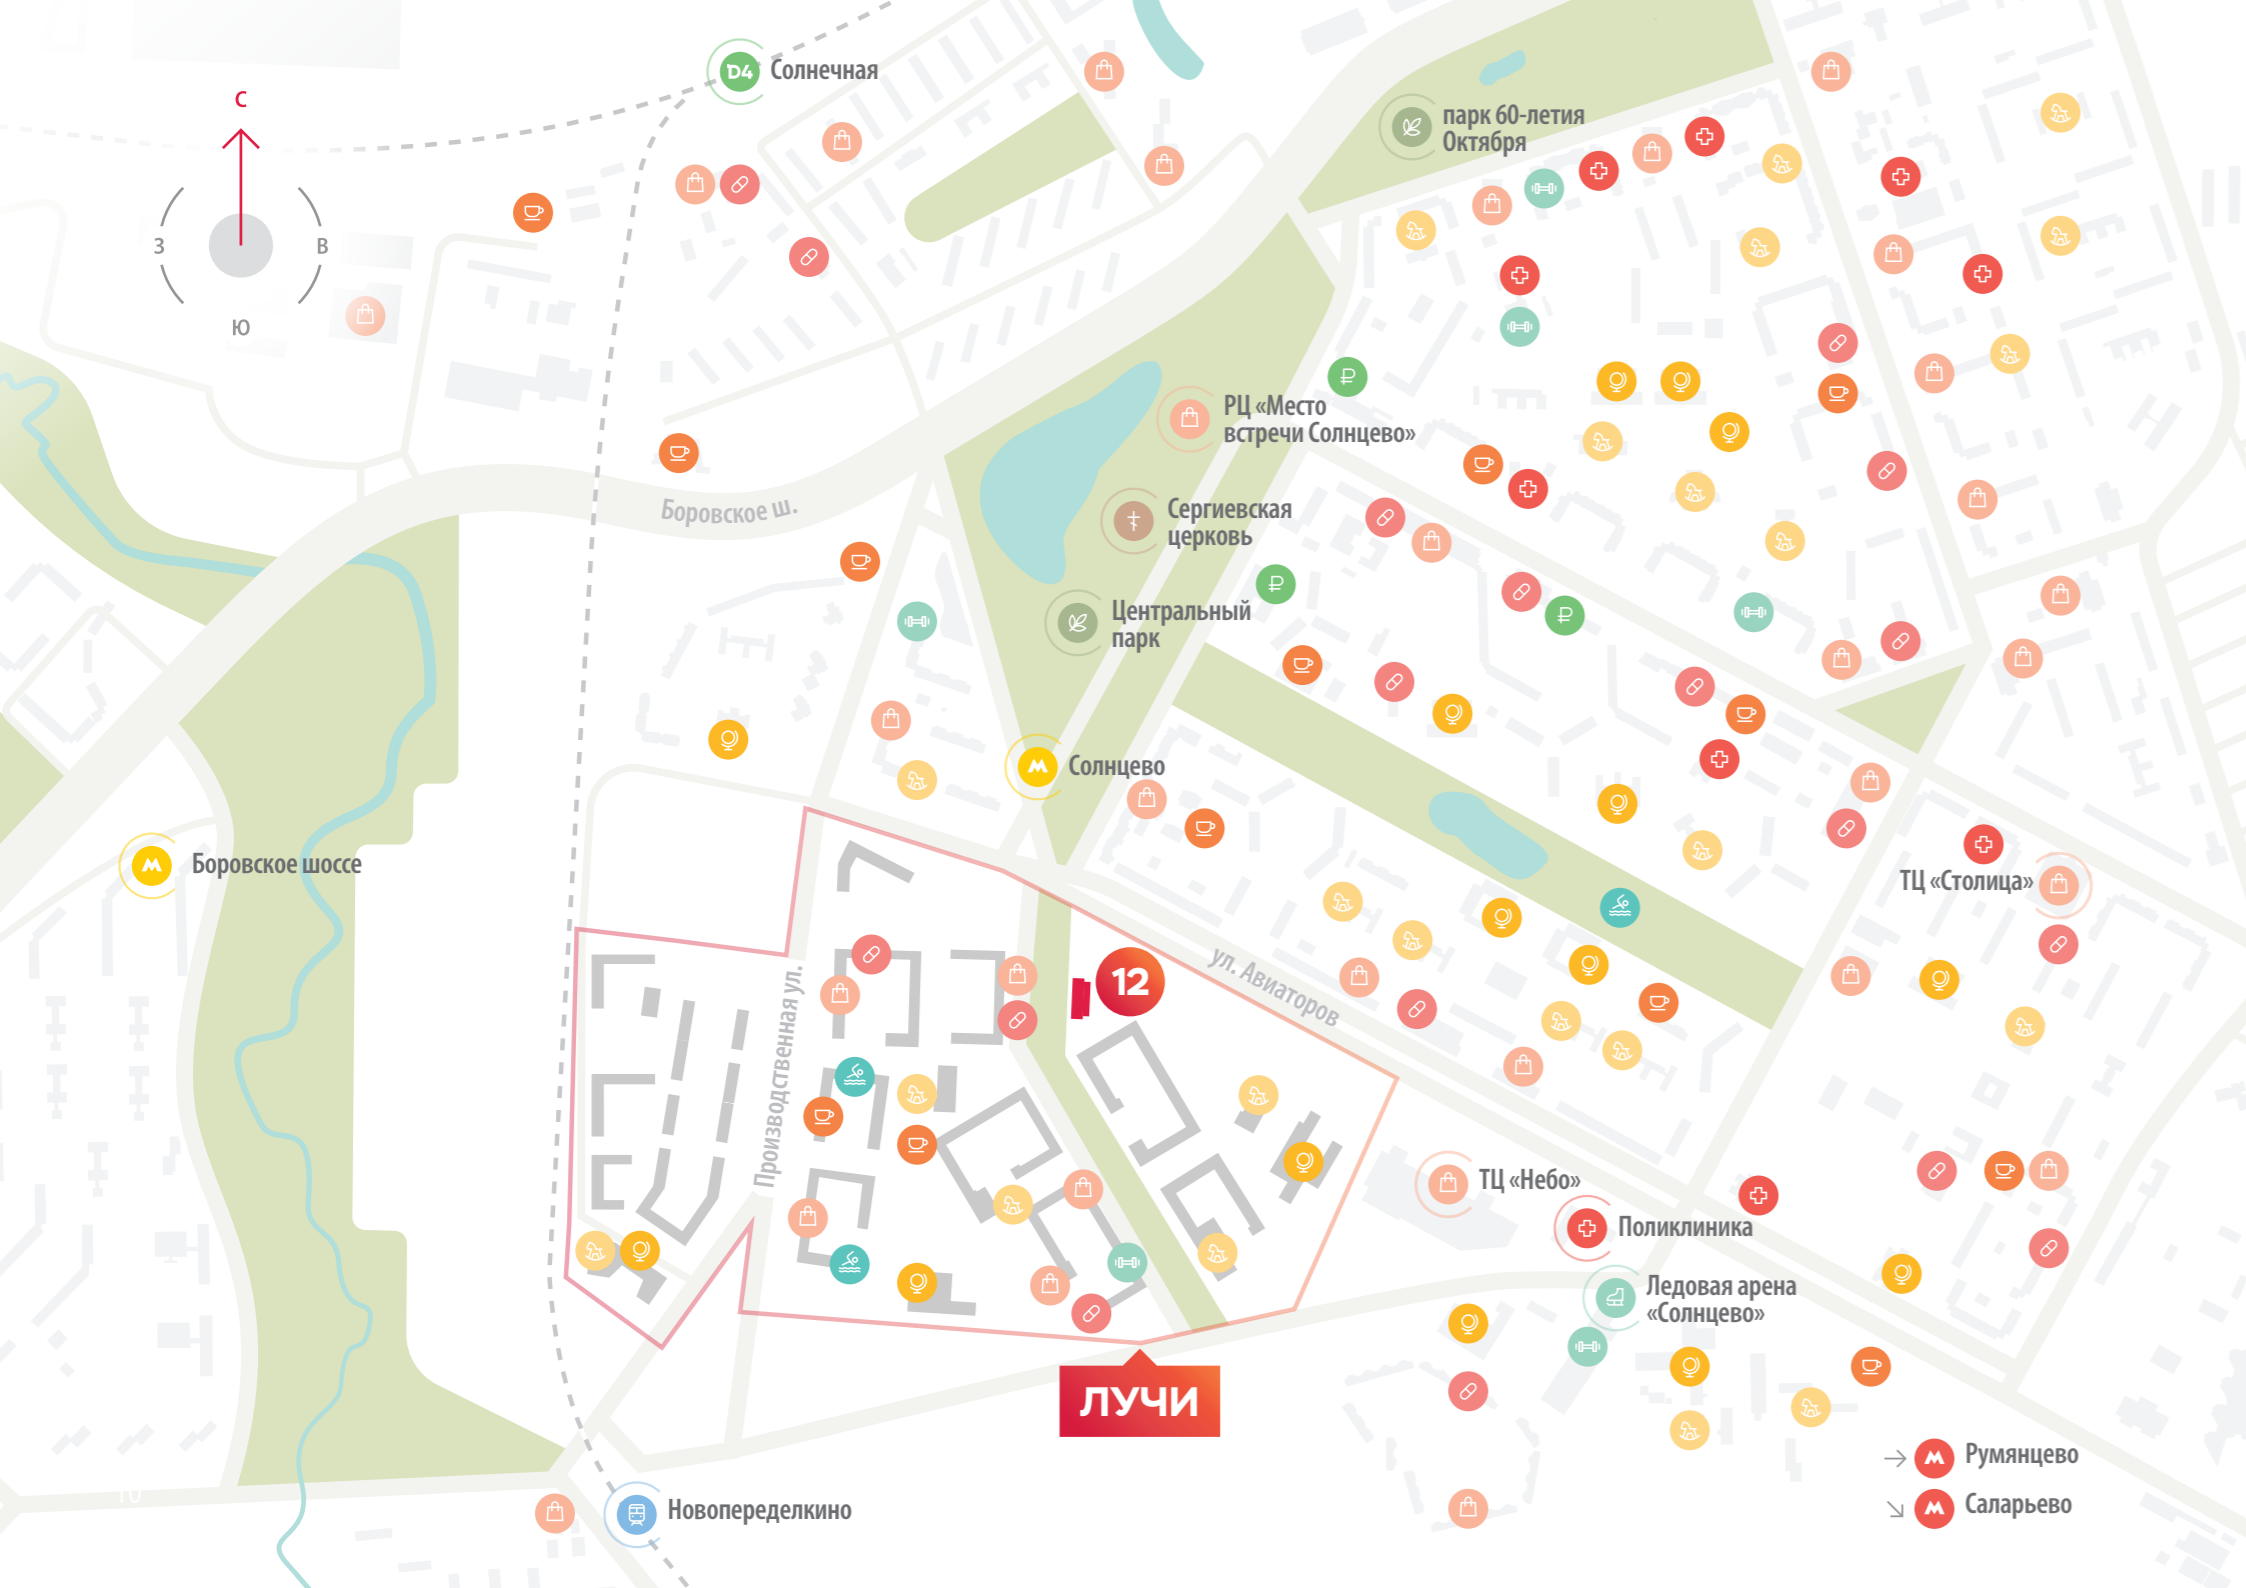 D4 Солнечная
С
З
В
Ю
парк 60-летия
Октября
РЦ «Место
встречи Солнцево»
Боровское ш.
Сергиевская
церковь
Центральный
парк
М Солнцево
М Боровское шоссе
ТЦ «Столица»
12
ул. Авиаторов
Производственная ул.
ТЦ «Небо»
Поликлиника
Ледовая арена
«Солнцево»
ЛУЧИ
→ М Румянцево
↘ М Саларьево
10
Новопеределкино